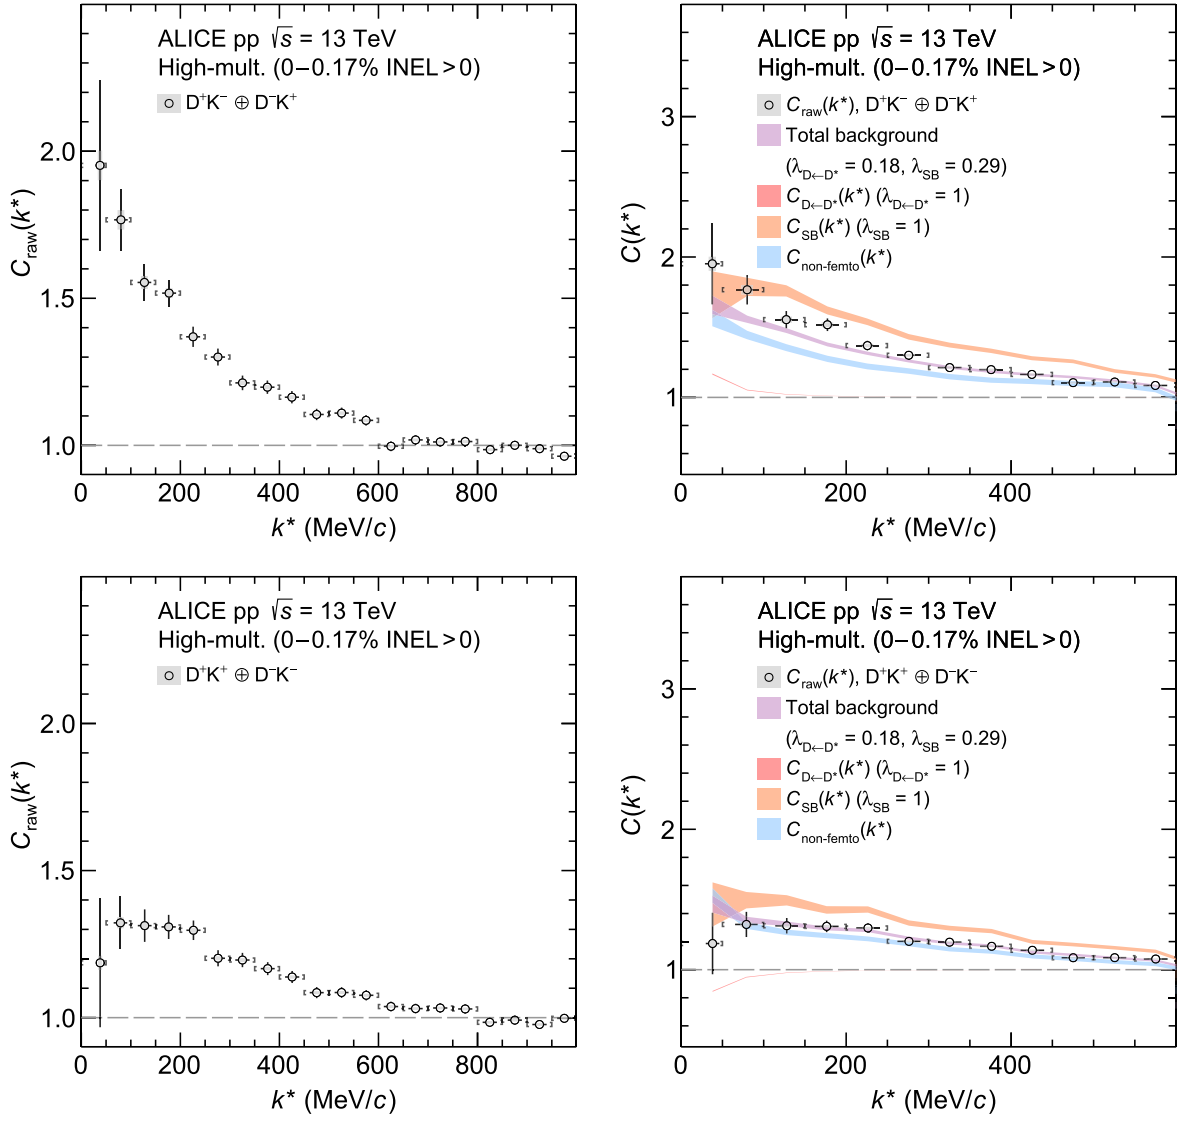 ALICE pp √s = 13 TeV
High-mult. (0−0.17% INEL > 0)
D⁺K⁻ ⊕ D⁻K⁺
C_raw(k*)
2.0
1.5
1.0
0 200 400 600 800
k* (MeV/c)
ALICE pp √s = 13 TeV
High-mult. (0−0.17% INEL > 0)
C_raw(k*), D⁺K⁻ ⊕ D⁻K⁺
Total background
(λ_D←D* = 0.18, λ_SB = 0.29)
C_D←D*(k*) (λ_D←D* = 1)
C_SB(k*) (λ_SB = 1)
C_non-femto(k*)
C(k*)
3
2
1
0 200 400
k* (MeV/c)
ALICE pp √s = 13 TeV
High-mult. (0−0.17% INEL > 0)
D⁺K⁺ ⊕ D⁻K⁻
C_raw(k*)
2.0
1.5
1.0
0 200 400 600 800
k* (MeV/c)
ALICE pp √s = 13 TeV
High-mult. (0−0.17% INEL > 0)
C_raw(k*), D⁺K⁺ ⊕ D⁻K⁻
Total background
(λ_D←D* = 0.18, λ_SB = 0.29)
C_D←D*(k*) (λ_D←D* = 1)
C_SB(k*) (λ_SB = 1)
C_non-femto(k*)
C(k*)
3
2
1
0 200 400
k* (MeV/c)